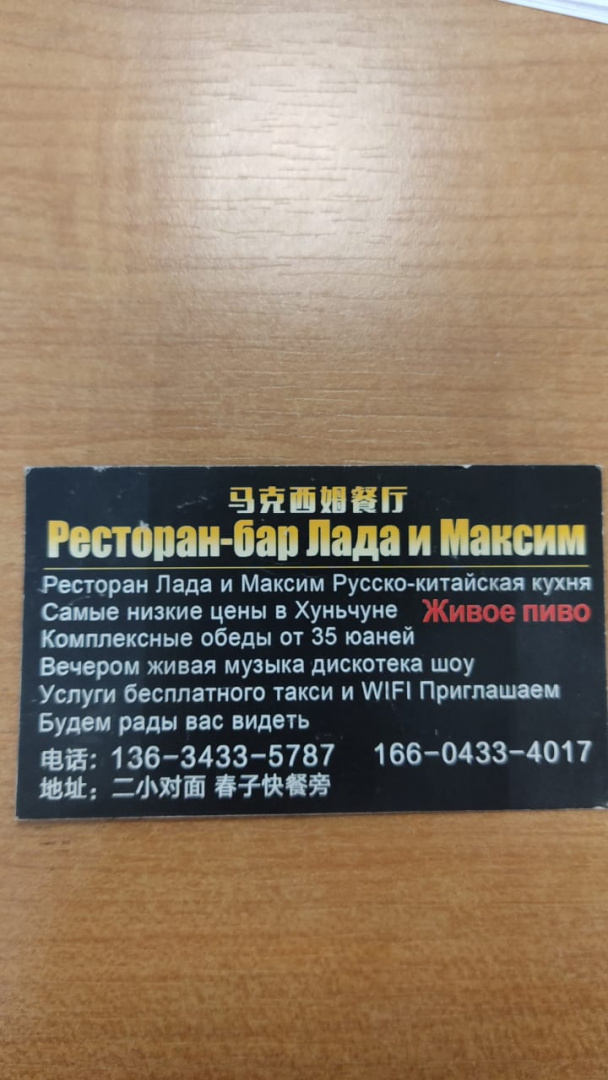 马克西姆餐厅
Ресторан-бар Лада и Максим
Ресторан Лада и Максим Русско-китайская кухня
Самые низкие цены в Хуньчуне Живое пиво
Комплексные обеды от 35 юаней
Вечером живая музыка дискотека шоу
Услуги бесплатного такси и WIFI Приглашаем
Будем рады вас видеть
电话：136-3433-5787 166-0433-4017
地址：二小对面 春子快餐旁